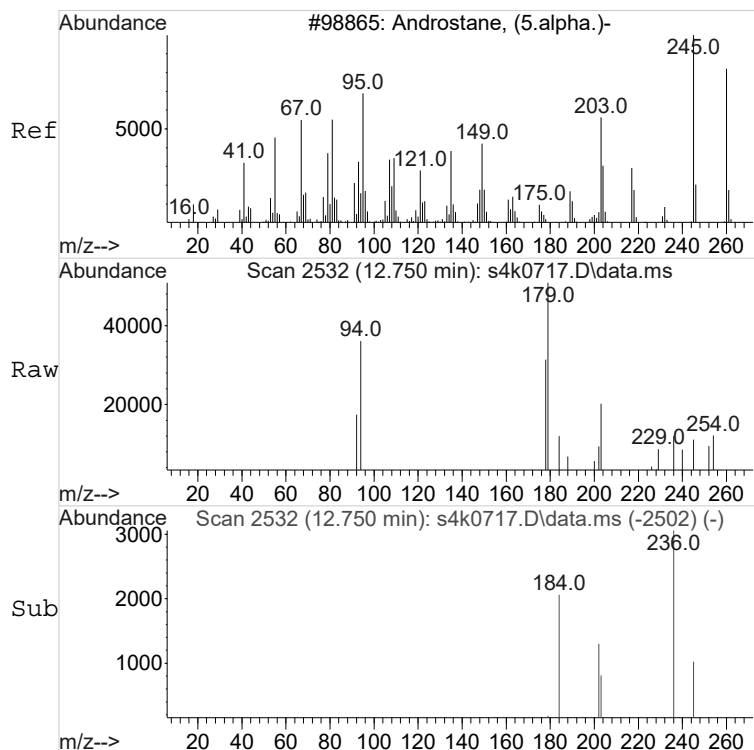 Abundance #98865: Androstane, (5.alpha.)-
245.0
95.0
67.0 203.0
Ref 5000 149.0
41.0 121.0
16.0 175.0
m/z--> 20 40 60 80 100 120 140 160 180 200 220 240 260
Abundance Scan 2532 (12.750 min): s4k0717.D\data.ms
179.0
40000 94.0
Raw
20000
229.0 254.0
m/z--> 20 40 60 80 100 120 140 160 180 200 220 240 260
Abundance Scan 2532 (12.750 min): s4k0717.D\data.ms (-2502) (-)
3000 236.0
184.0
Sub 2000
1000
m/z--> 20 40 60 80 100 120 140 160 180 200 220 240 260